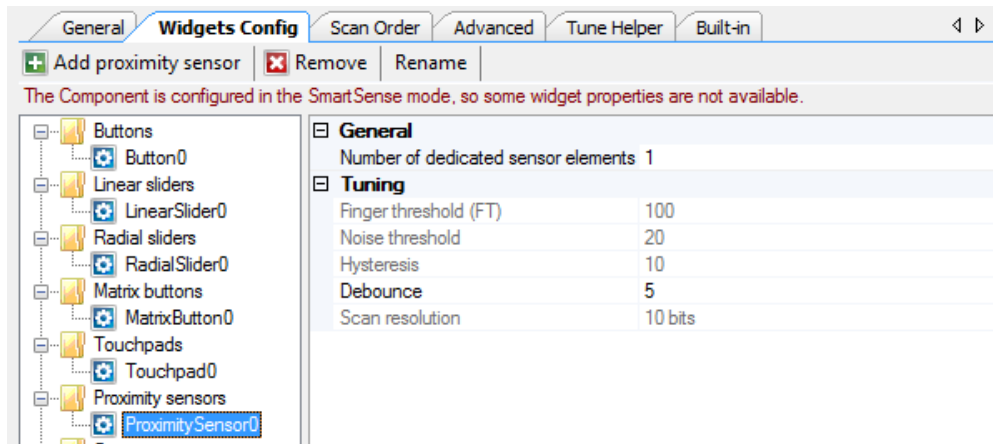 General Widgets Config Scan Order Advanced Tune Helper Built-in
Add proximity sensor Remove Rename
The Component is configured in the SmartSense mode, so some widget properties are not available.
Buttons
Button0
Linear sliders
LinearSlider0
Radial sliders
RadialSlider0
Matrix buttons
MatrixButton0
Touchpads
Touchpad0
Proximity sensors
ProximitySensor0
General
Number of dedicated sensor elements 1
Tuning
Finger threshold (FT) 100
Noise threshold 20
Hysteresis 10
Debounce 5
Scan resolution 10 bits